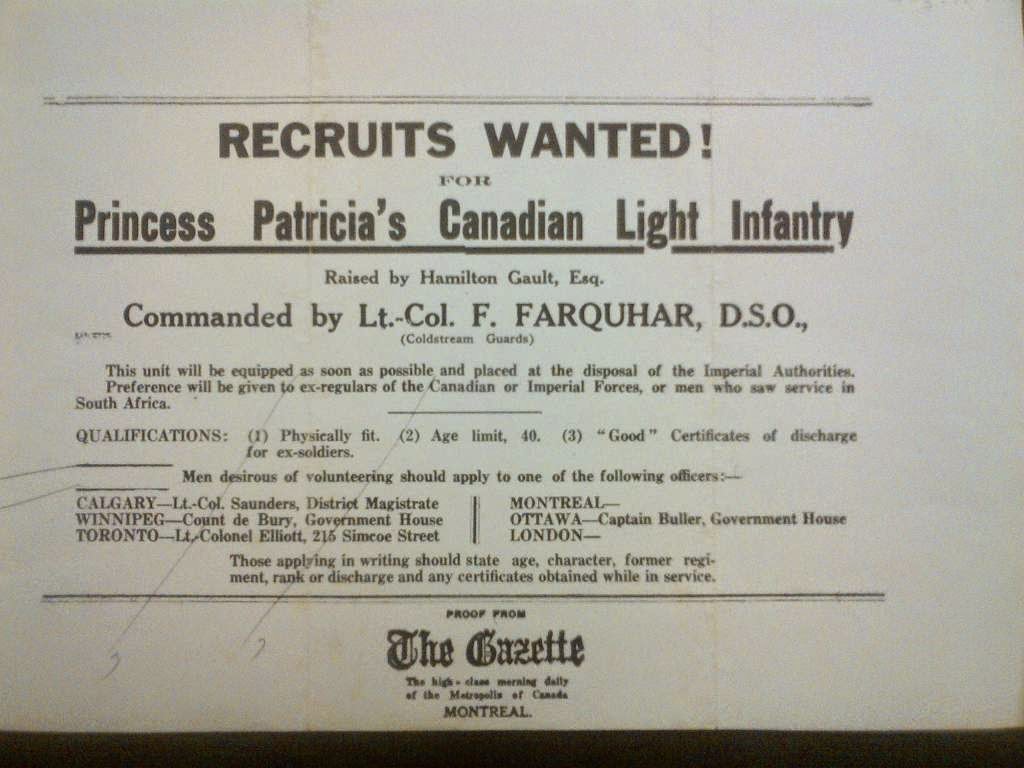 RECRUITS WANTED!
FOR
Princess Patricia's Canadian Light Infantry
Raised by Hamilton Gault, Esq.
Commanded by Lt.-Col. F. FARQUHAR, D.S.O.,
(Coldstream Guards)
This unit will be equipped as soon as possible and placed at the disposal of the Imperial Authorities.
Preference will be given to ex-regulars of the Canadian or Imperial Forces, or men who saw service in
South Africa.
QUALIFICATIONS: (1) Physically fit. (2) Age limit, 40. (3) "Good" Certificates of discharge
for ex-soldiers.
Men desirous of volunteering should apply to one of the following officers:—
CALGARY—Lt.-Col. Saunders, District Magistrate
WINNIPEG—Count de Bury, Government House
TORONTO—Lt.-Colonel Elliott, 215 Simcoe Street
MONTREAL—
OTTAWA—Captain Buller, Government House
LONDON—
Those applying in writing should state age, character, former regi-
ment, rank or discharge and any certificates obtained while in service.
PROOF FROM
The Gazette
The high-class morning daily
of the Metropolis of Canada
MONTREAL.